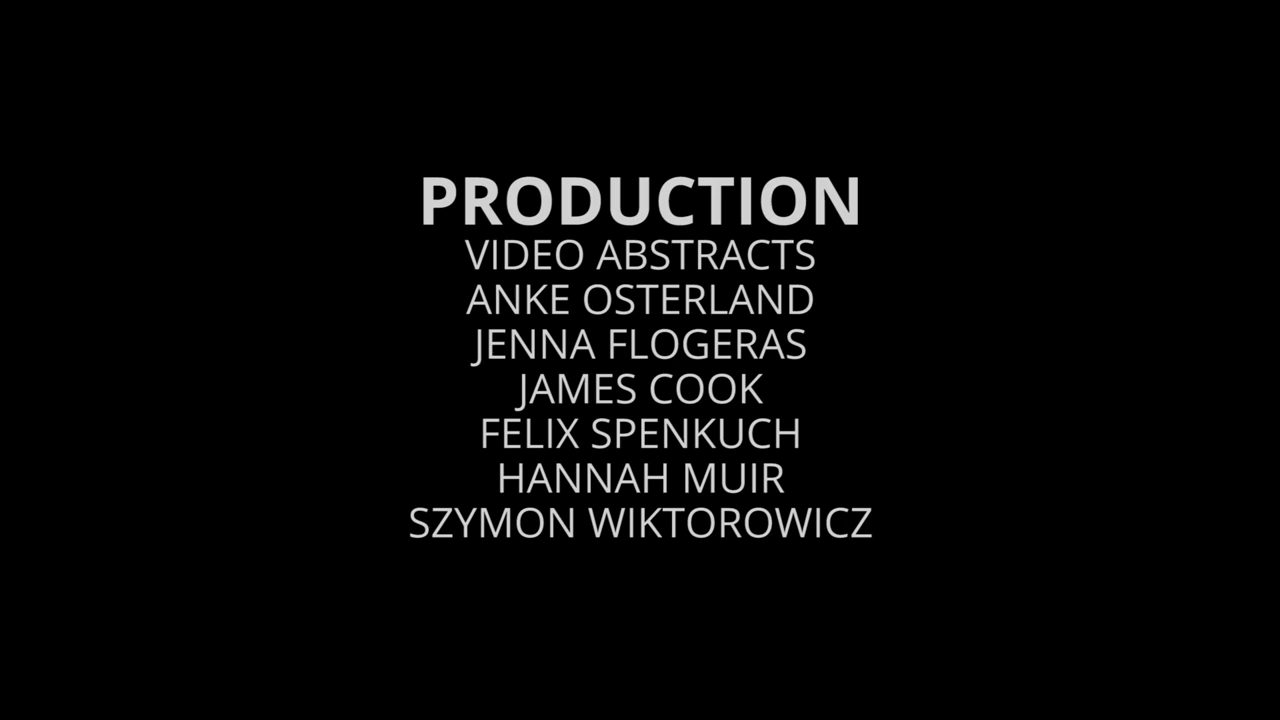 PRODUCTION
VIDEO ABSTRACTS
ANKE OSTERLAND
JENNA FLOGERAS
JAMES COOK
FELIX SPENKUCH
HANNAH MUIR
SZYMON WIKTOROWICZ